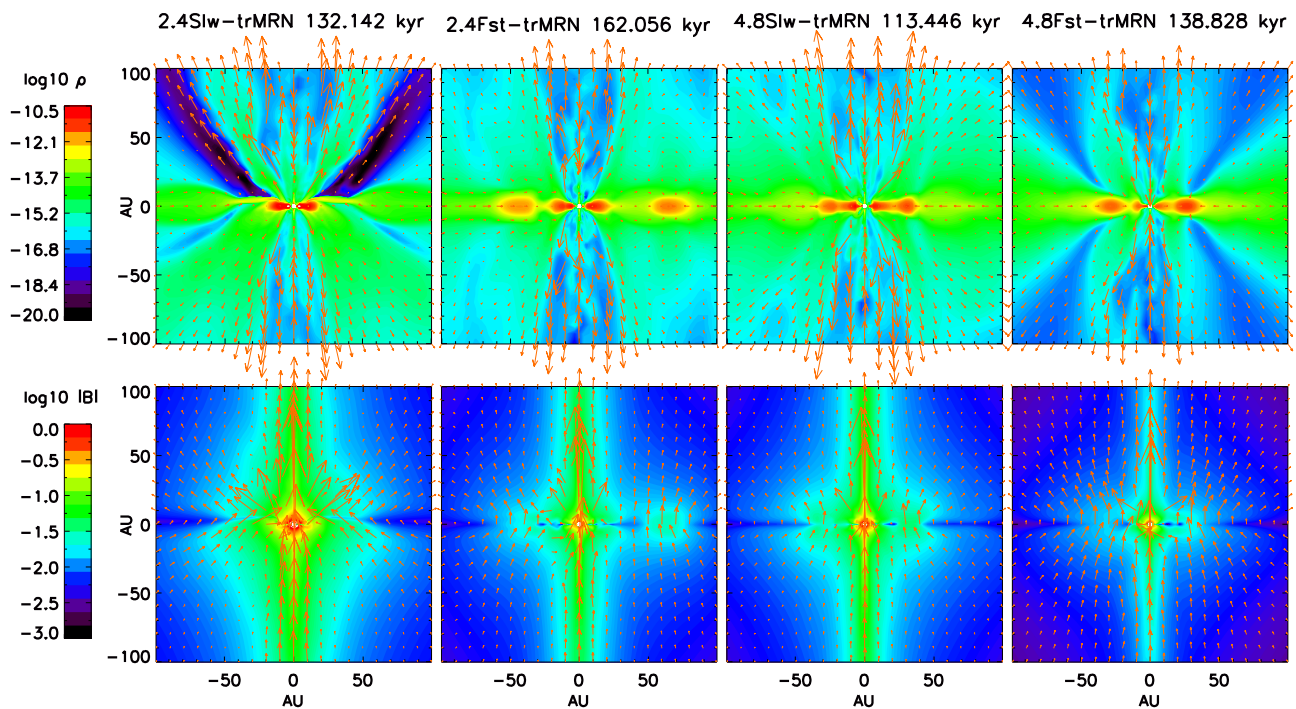 2.4Slw-trMRN 132.142 kyr
2.4Fst-trMRN 162.056 kyr
4.8Slw-trMRN 113.446 kyr
4.8Fst-trMRN 138.828 kyr
log10 ρ
-10.5
-12.1
-13.7
-15.2
-16.8
-18.4
-20.0
100
50
AU 0
-50
-100
log10 |B|
0.0
-0.5
-1.0
-1.5
-2.0
-2.5
-3.0
100
50
AU 0
-50
-100
-50 0 50
AU
-50 0 50
AU
-50 0 50
AU
-50 0 50
AU